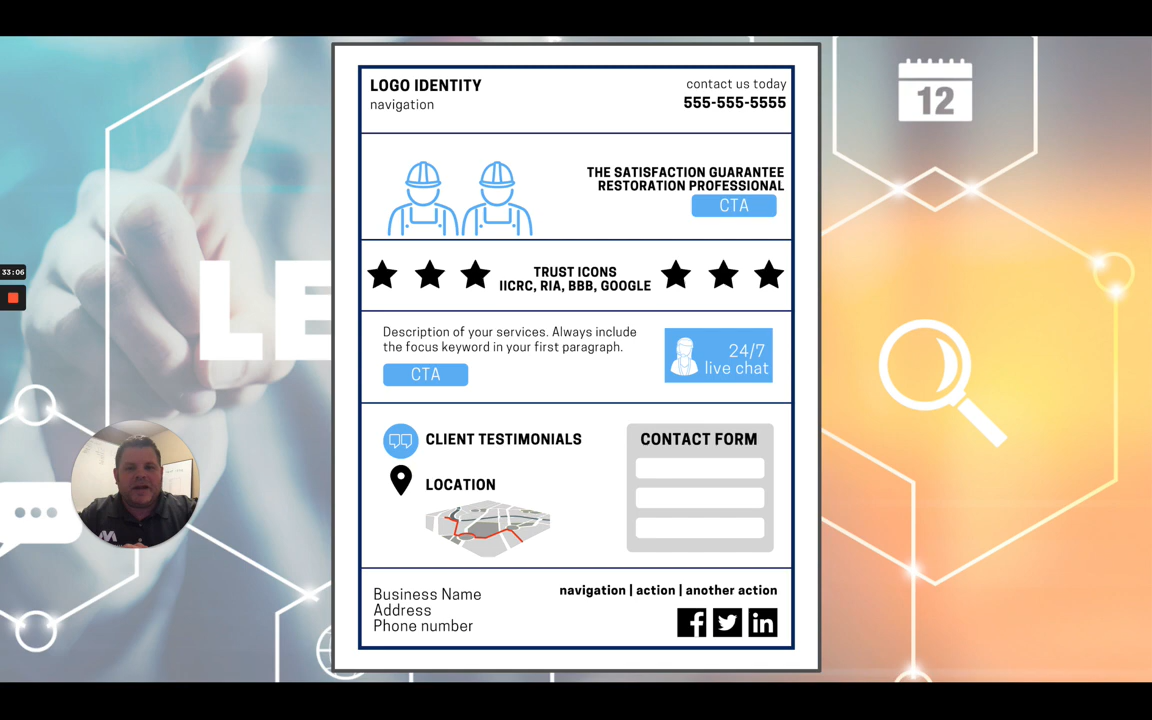 LOGO IDENTITY
navigation
contact us today
555-555-5555
12
THE SATISFACTION GUARANTEE
RESTORATION PROFESSIONAL
CTA
33:06
LE
TRUST ICONS
IICRC, RIA, BBB, GOOGLE
Description of your services. Always include
the focus keyword in your first paragraph.
CTA
24/7
live chat
CLIENT TESTIMONIALS
LOCATION
CONTACT FORM
Business Name
Address
Phone number
navigation | action | another action